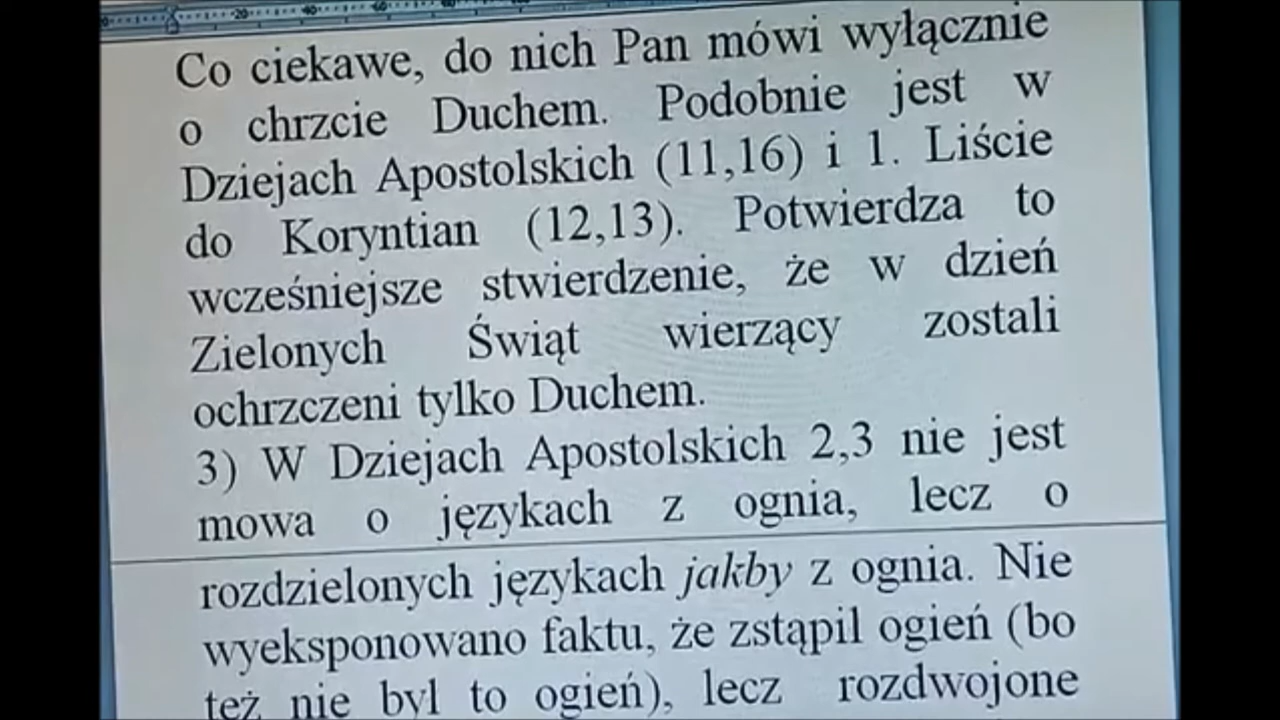 Co ciekawe, do nich Pan mówi wyłącznie
o chrzcie Duchem. Podobnie jest w
Dziejach Apostolskich (11,16) i 1. Liście
do Koryntian (12,13). Potwierdza to
wcześniejsze stwierdzenie, że w dzień
Zielonych Świąt wierzący zostali
ochrzczeni tylko Duchem.
3) W Dziejach Apostolskich 2,3 nie jest
mowa o językach z ognia, lecz o
rozdzielonych językach jakby z ognia. Nie
wyeksponowano faktu, że zstąpił ogień (bo
też nie był to ogień), lecz rozdwojone